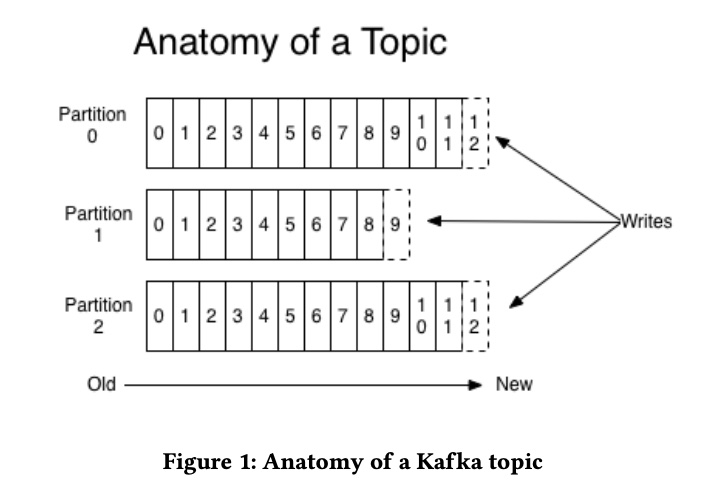 Anatomy of a Topic
Partition
0
0 1 2 3 4 5 6 7 8 9 10 11 12
Partition
1
0 1 2 3 4 5 6 7 8 9
Writes
Partition
2
0 1 2 3 4 5 6 7 8 9 10 11 12
Old New
Figure 1: Anatomy of a Kafka topic